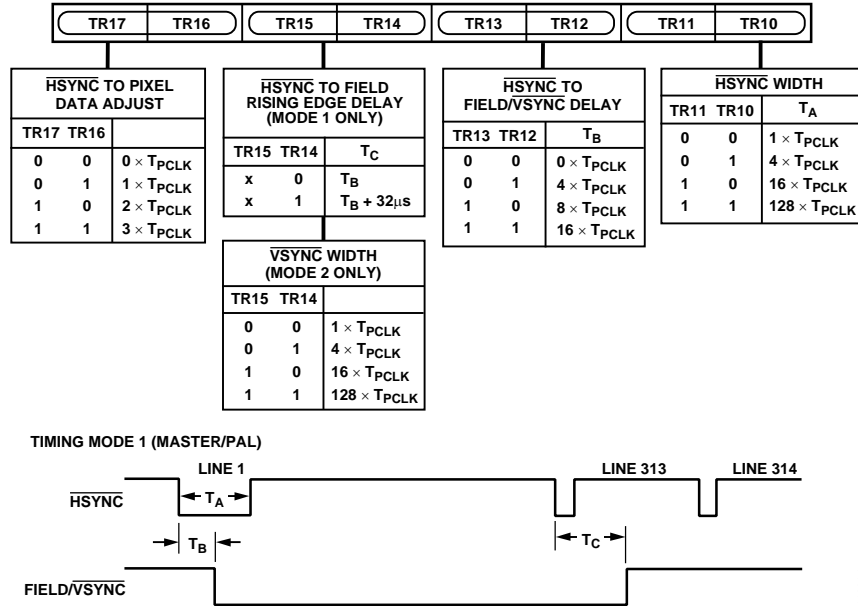 TR17 TR16 TR15 TR14 TR13 TR12 TR11 TR10
HSYNC TO PIXEL
DATA ADJUST
TR17 TR16
0 0 0 × TPCLK
0 1 1 × TPCLK
1 0 2 × TPCLK
1 1 3 × TPCLK
HSYNC TO FIELD
RISING EDGE DELAY
(MODE 1 ONLY)
TR15 TR14 TC
x 0 TB
x 1 TB + 32µs
VSYNC WIDTH
(MODE 2 ONLY)
TR15 TR14
0 0 1 × TPCLK
0 1 4 × TPCLK
1 0 16 × TPCLK
1 1 128 × TPCLK
HSYNC TO
FIELD/VSYNC DELAY
TR13 TR12 TB
0 0 0 × TPCLK
0 1 4 × TPCLK
1 0 8 × TPCLK
1 1 16 × TPCLK
HSYNC WIDTH
TR11 TR10 TA
0 0 1 × TPCLK
0 1 4 × TPCLK
1 0 16 × TPCLK
1 1 128 × TPCLK
TIMING MODE 1 (MASTER/PAL)
LINE 1 LINE 313 LINE 314
HSYNC
TA
TB
TC
FIELD/VSYNC